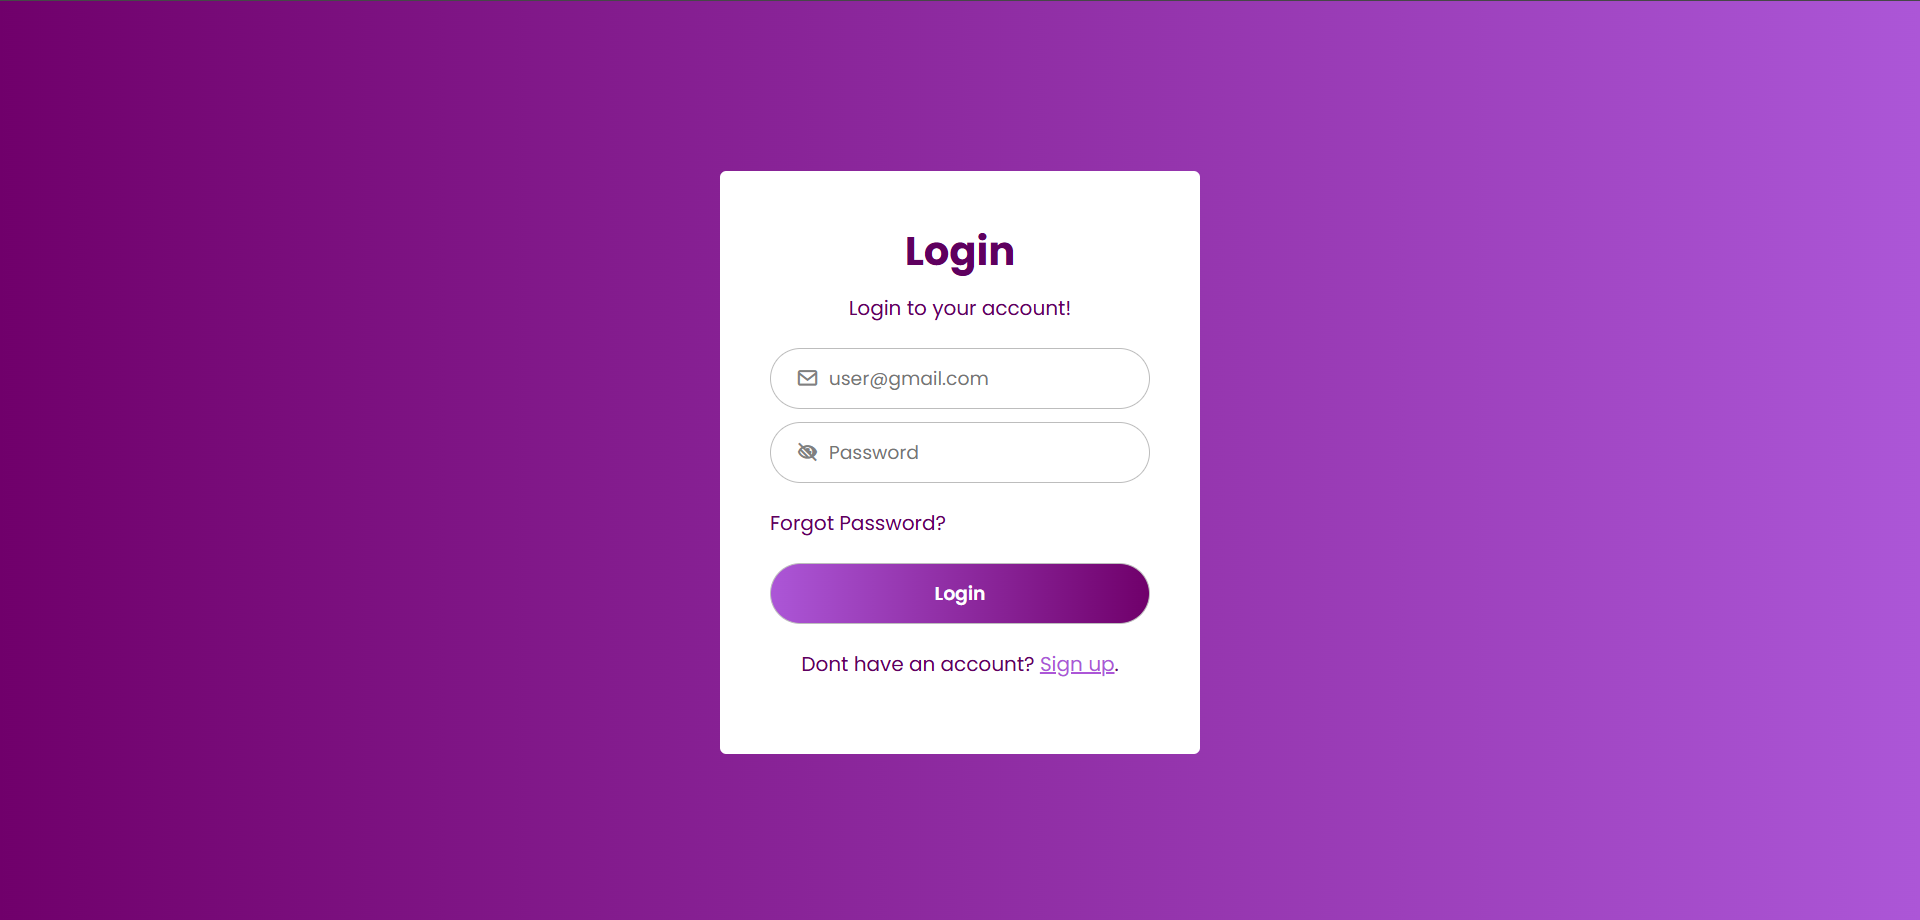 Login
Login to your account!
user@gmail.com
Password
Forgot Password?
Login
Dont have an account? Sign up.